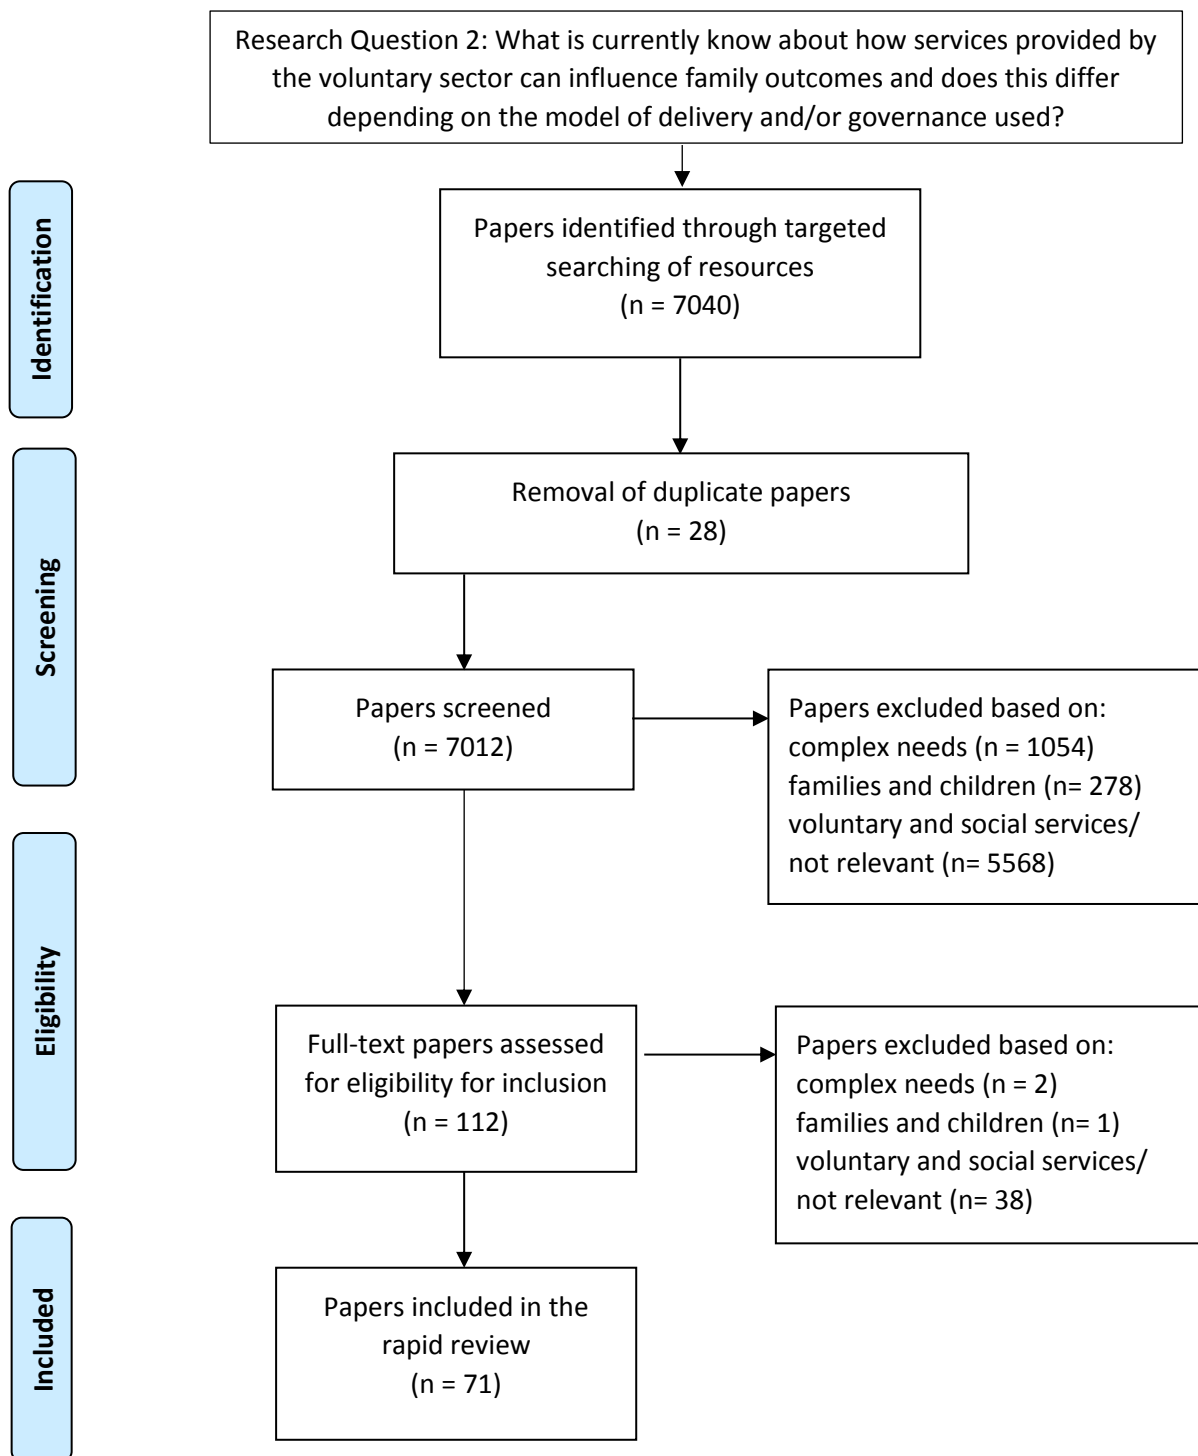 Research Question 2: What is currently know about how services provided by
the voluntary sector can influence family outcomes and does this differ
depending on the model of delivery and/or governance used?
Identification
Papers identified through targeted
searching of resources
(n = 7040)
Screening
Removal of duplicate papers
(n = 28)
Papers screened
(n = 7012)
Papers excluded based on:
complex needs (n = 1054)
families and children (n= 278)
voluntary and social services/
not relevant (n= 5568)
Eligibility
Full-text papers assessed
for eligibility for inclusion
(n = 112)
Papers excluded based on:
complex needs (n = 2)
families and children (n= 1)
voluntary and social services/
not relevant (n= 38)
Included
Papers included in the
rapid review
(n = 71)